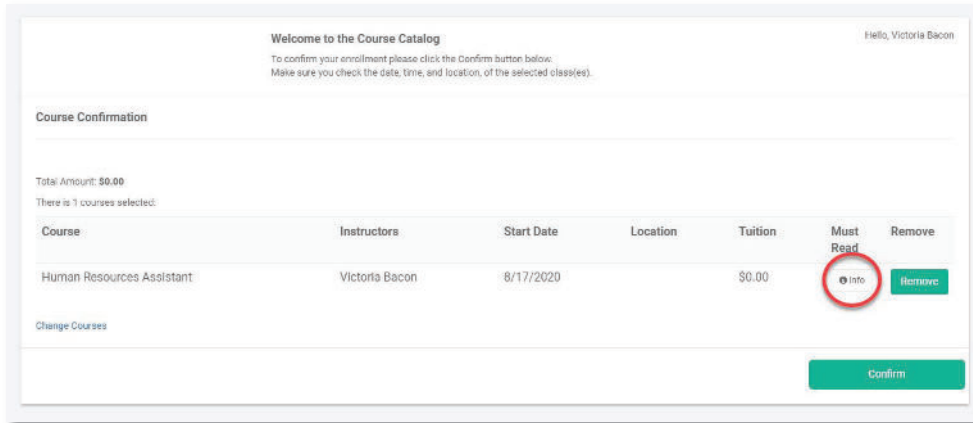 Welcome to the Course Catalog
Hello, Victoria Bacon
To confirm your enrollment please click the Confirm button below.
Make sure you check the date, time, and location, of the selected class(es).
Course Confirmation
Total Amount: $0.00
There is 1 courses selected:
Course Instructors Start Date Location Tuition Must Read Remove
Human Resources Assistant Victoria Bacon 8/17/2020 $0.00 Info Remove
Change Courses
Confirm